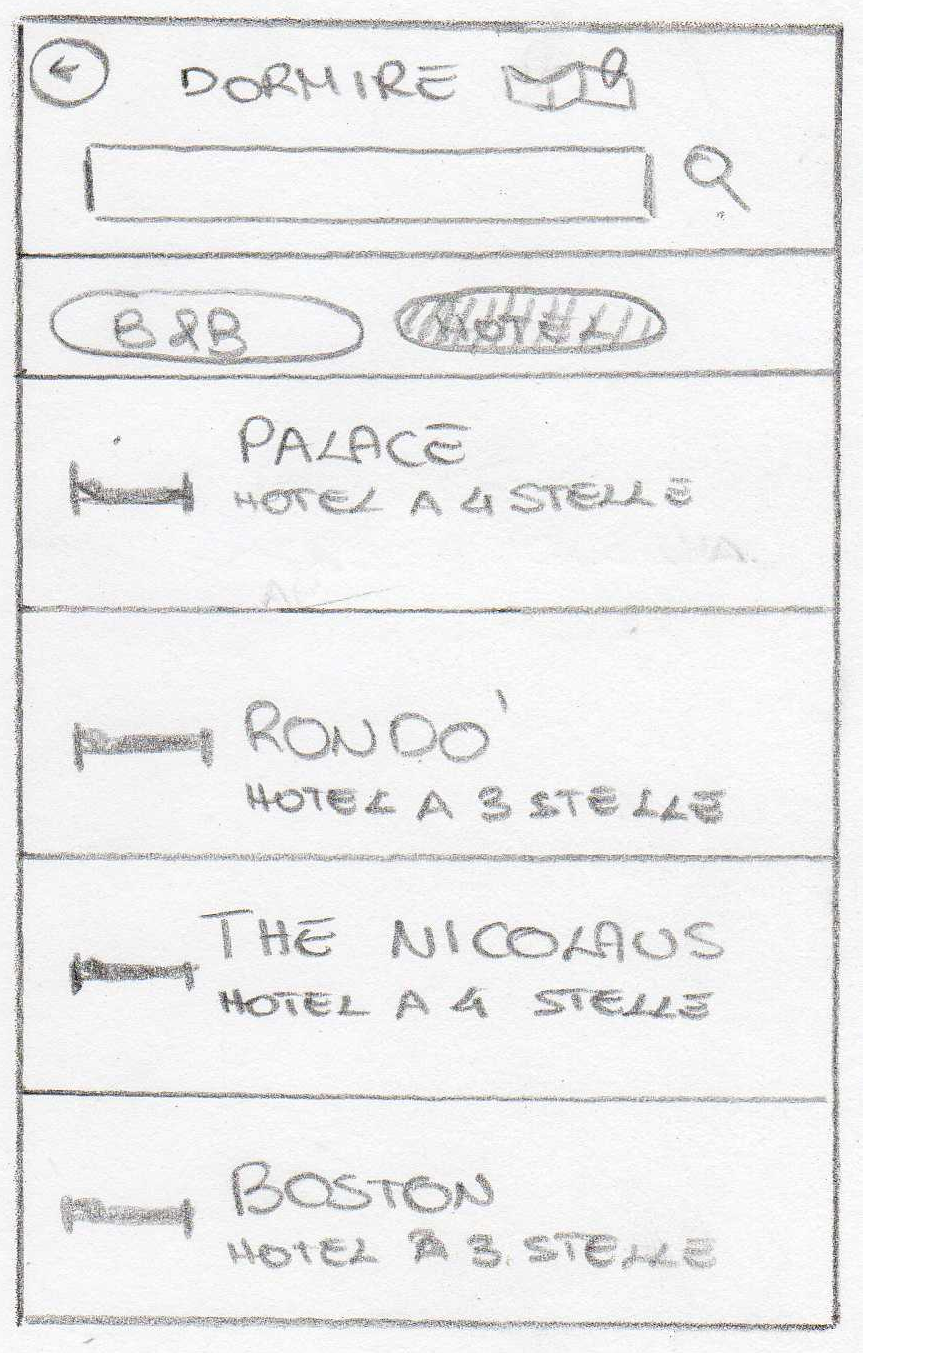 DORMIRE
B&B HOTEL
PALACE
HOTEL A 4 STELLE
RONDO'
HOTEL A 3 STELLE
THE NICOLAUS
HOTEL A 4 STELLE
BOSTON
HOTEL A 3 STELLE